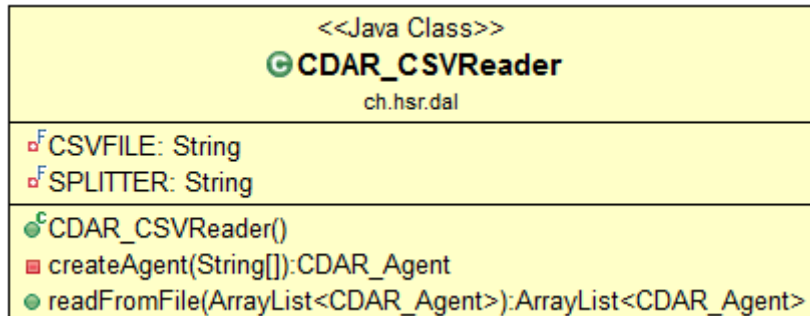 <<Java Class>>
CDAR_CSVReader
ch.hsr.dal
CSVFILE: String
SPLITTER: String
CDAR_CSVReader()
createAgent(String[]):CDAR_Agent
readFromFile(ArrayList<CDAR_Agent>):ArrayList<CDAR_Agent>